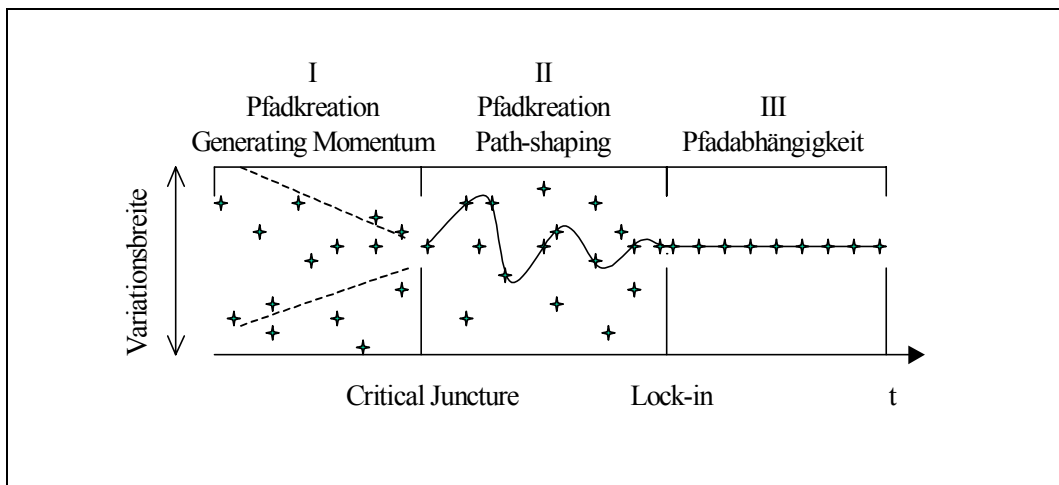 I
Pfadkreation
Generating Momentum
II
Pfadkreation
Path-shaping
III
Pfadabhängigkeit
Variationsbreite
Critical Juncture
Lock-in
t